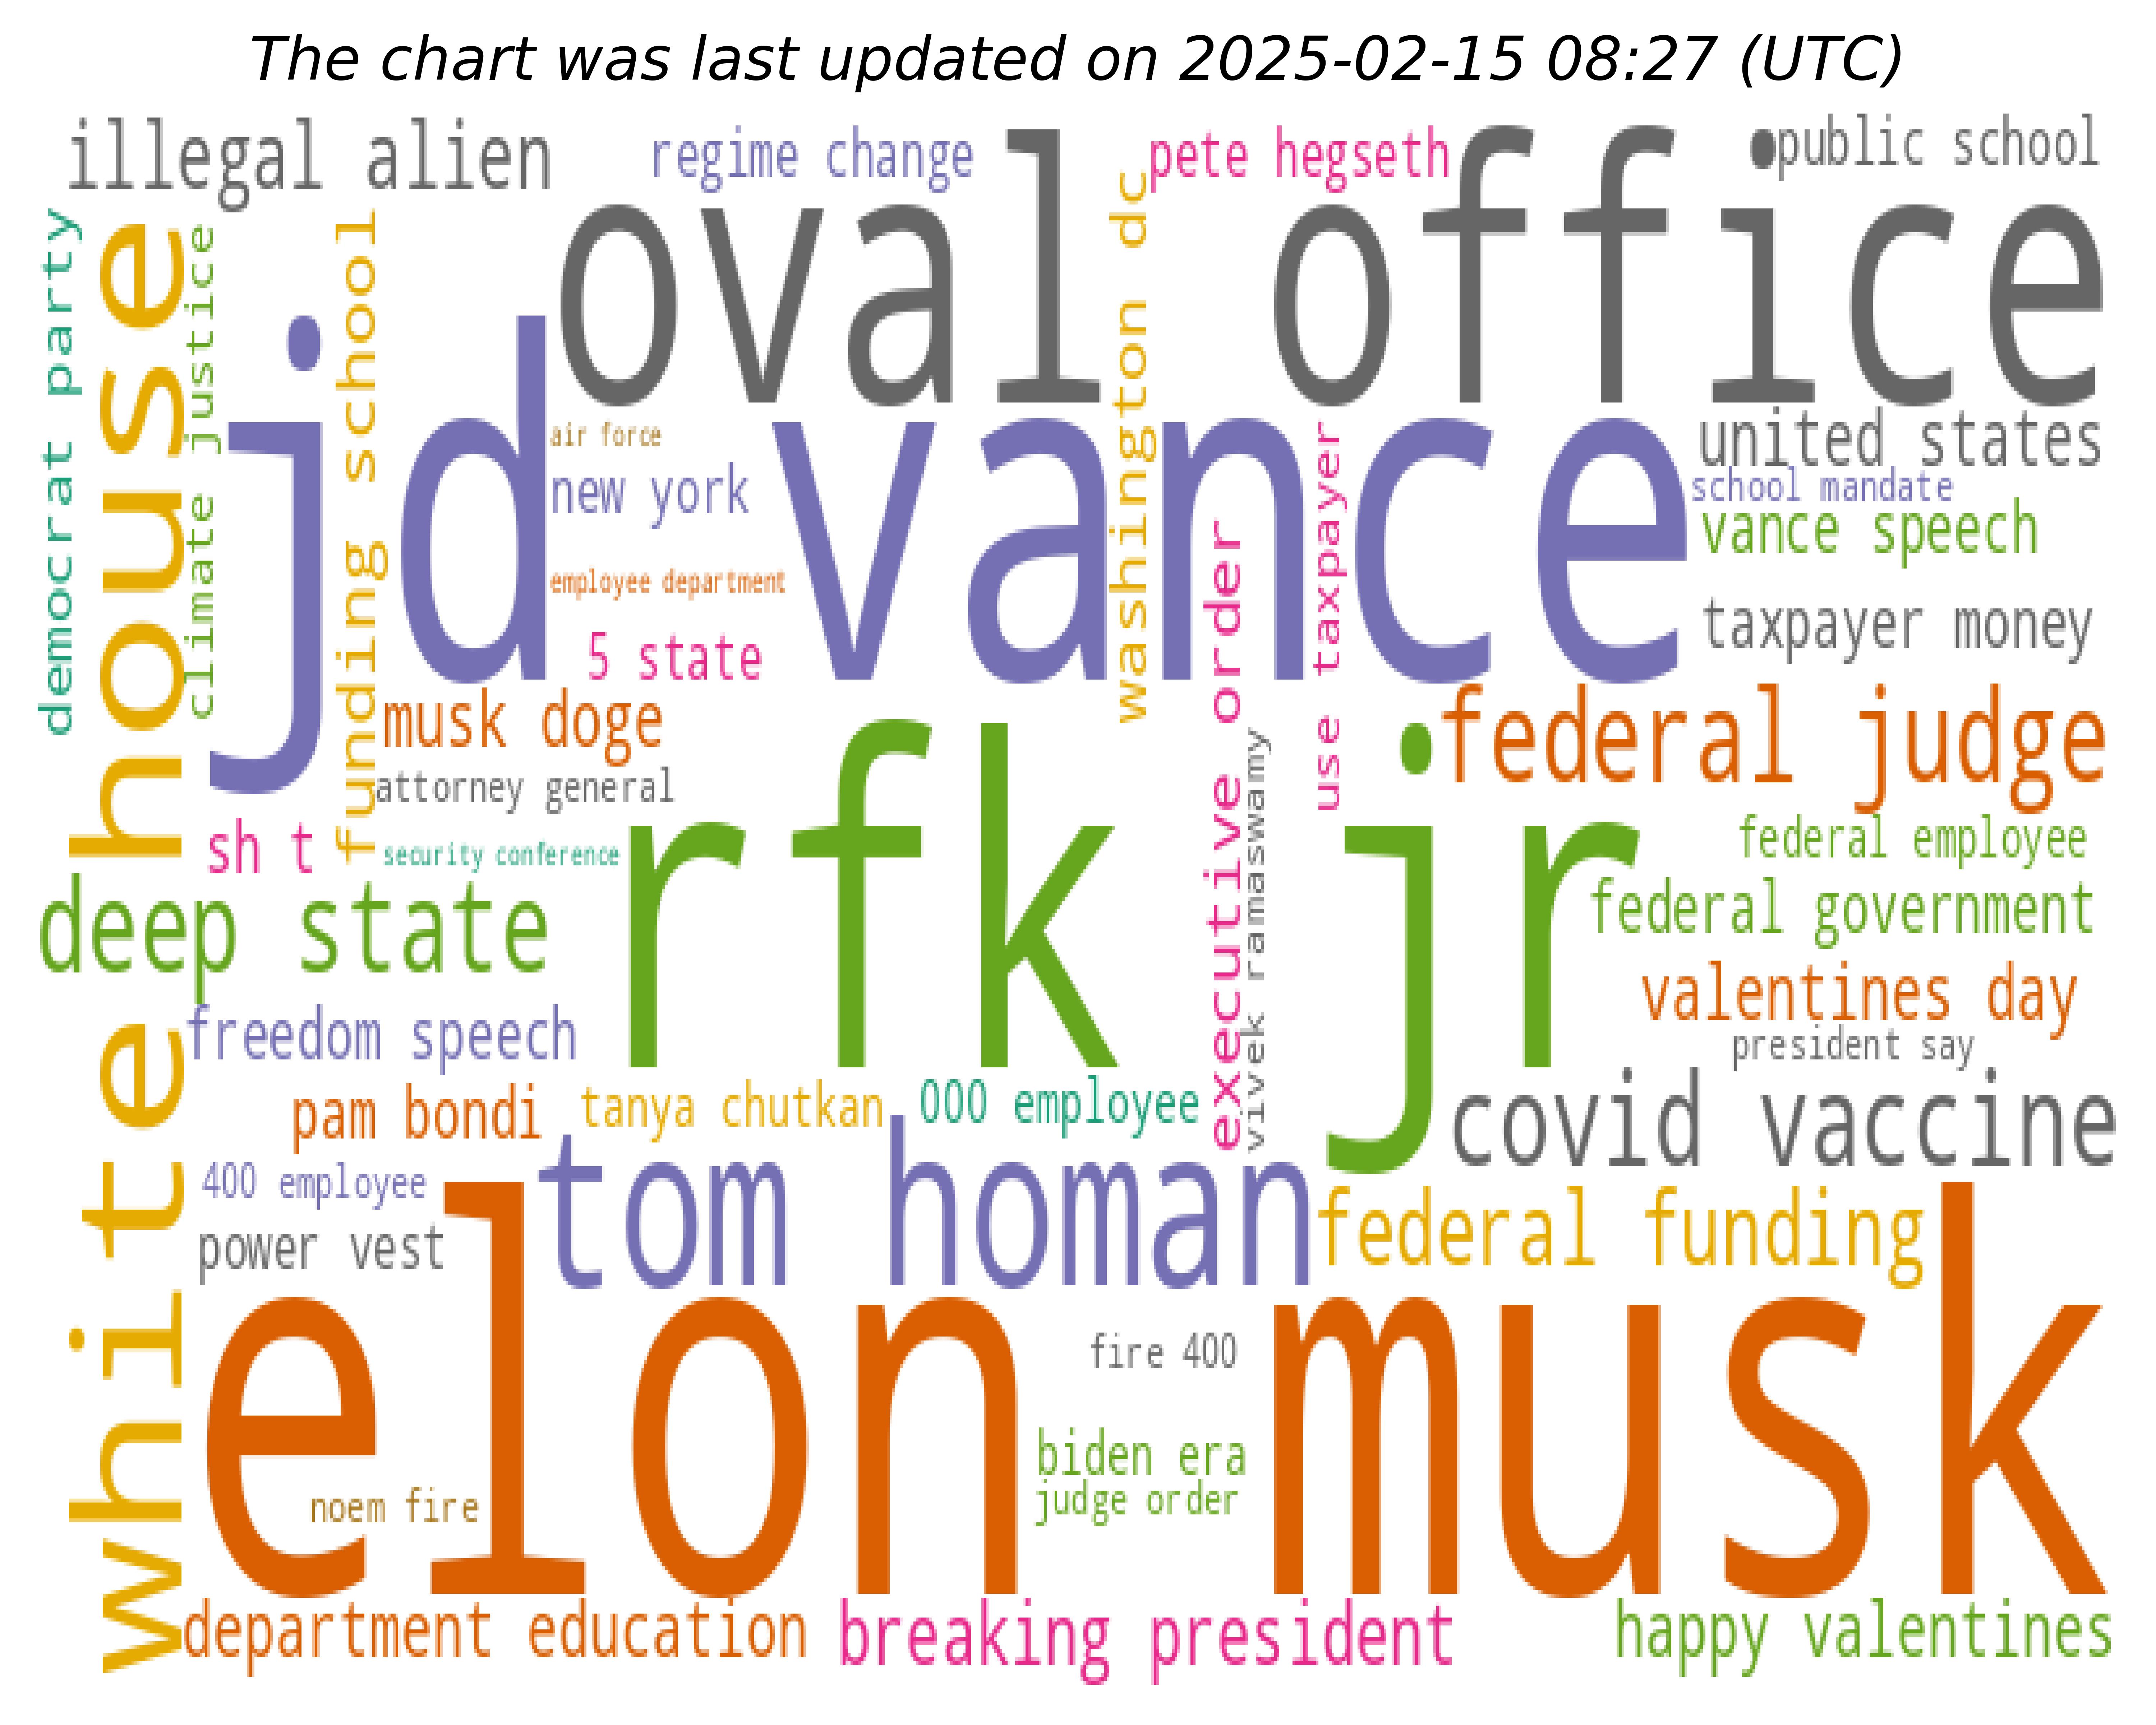 The chart was last updated on 2025-02-15 08:27 (UTC)
illegal alien
regime change
pete hegseth
public school
oval office
democrat party
white house
climate justice
funding school
washington dc
jd vance
air force
new york
employee department
5 state
united states
school mandate
vance speech
taxpayer money
use taxpayer
executive order
vivek ramaswamy
musk doge
attorney general
federal judge
sh t
security conference
rfk jr
federal employee
deep state
federal government
valentines day
freedom speech
president say
pam bondi
tanya chutkan
000 employee
covid vaccine
400 employee
tom homan
power vest
federal funding
elon musk
fire 400
biden era
judge order
noem fire
department education
breaking president
happy valentines